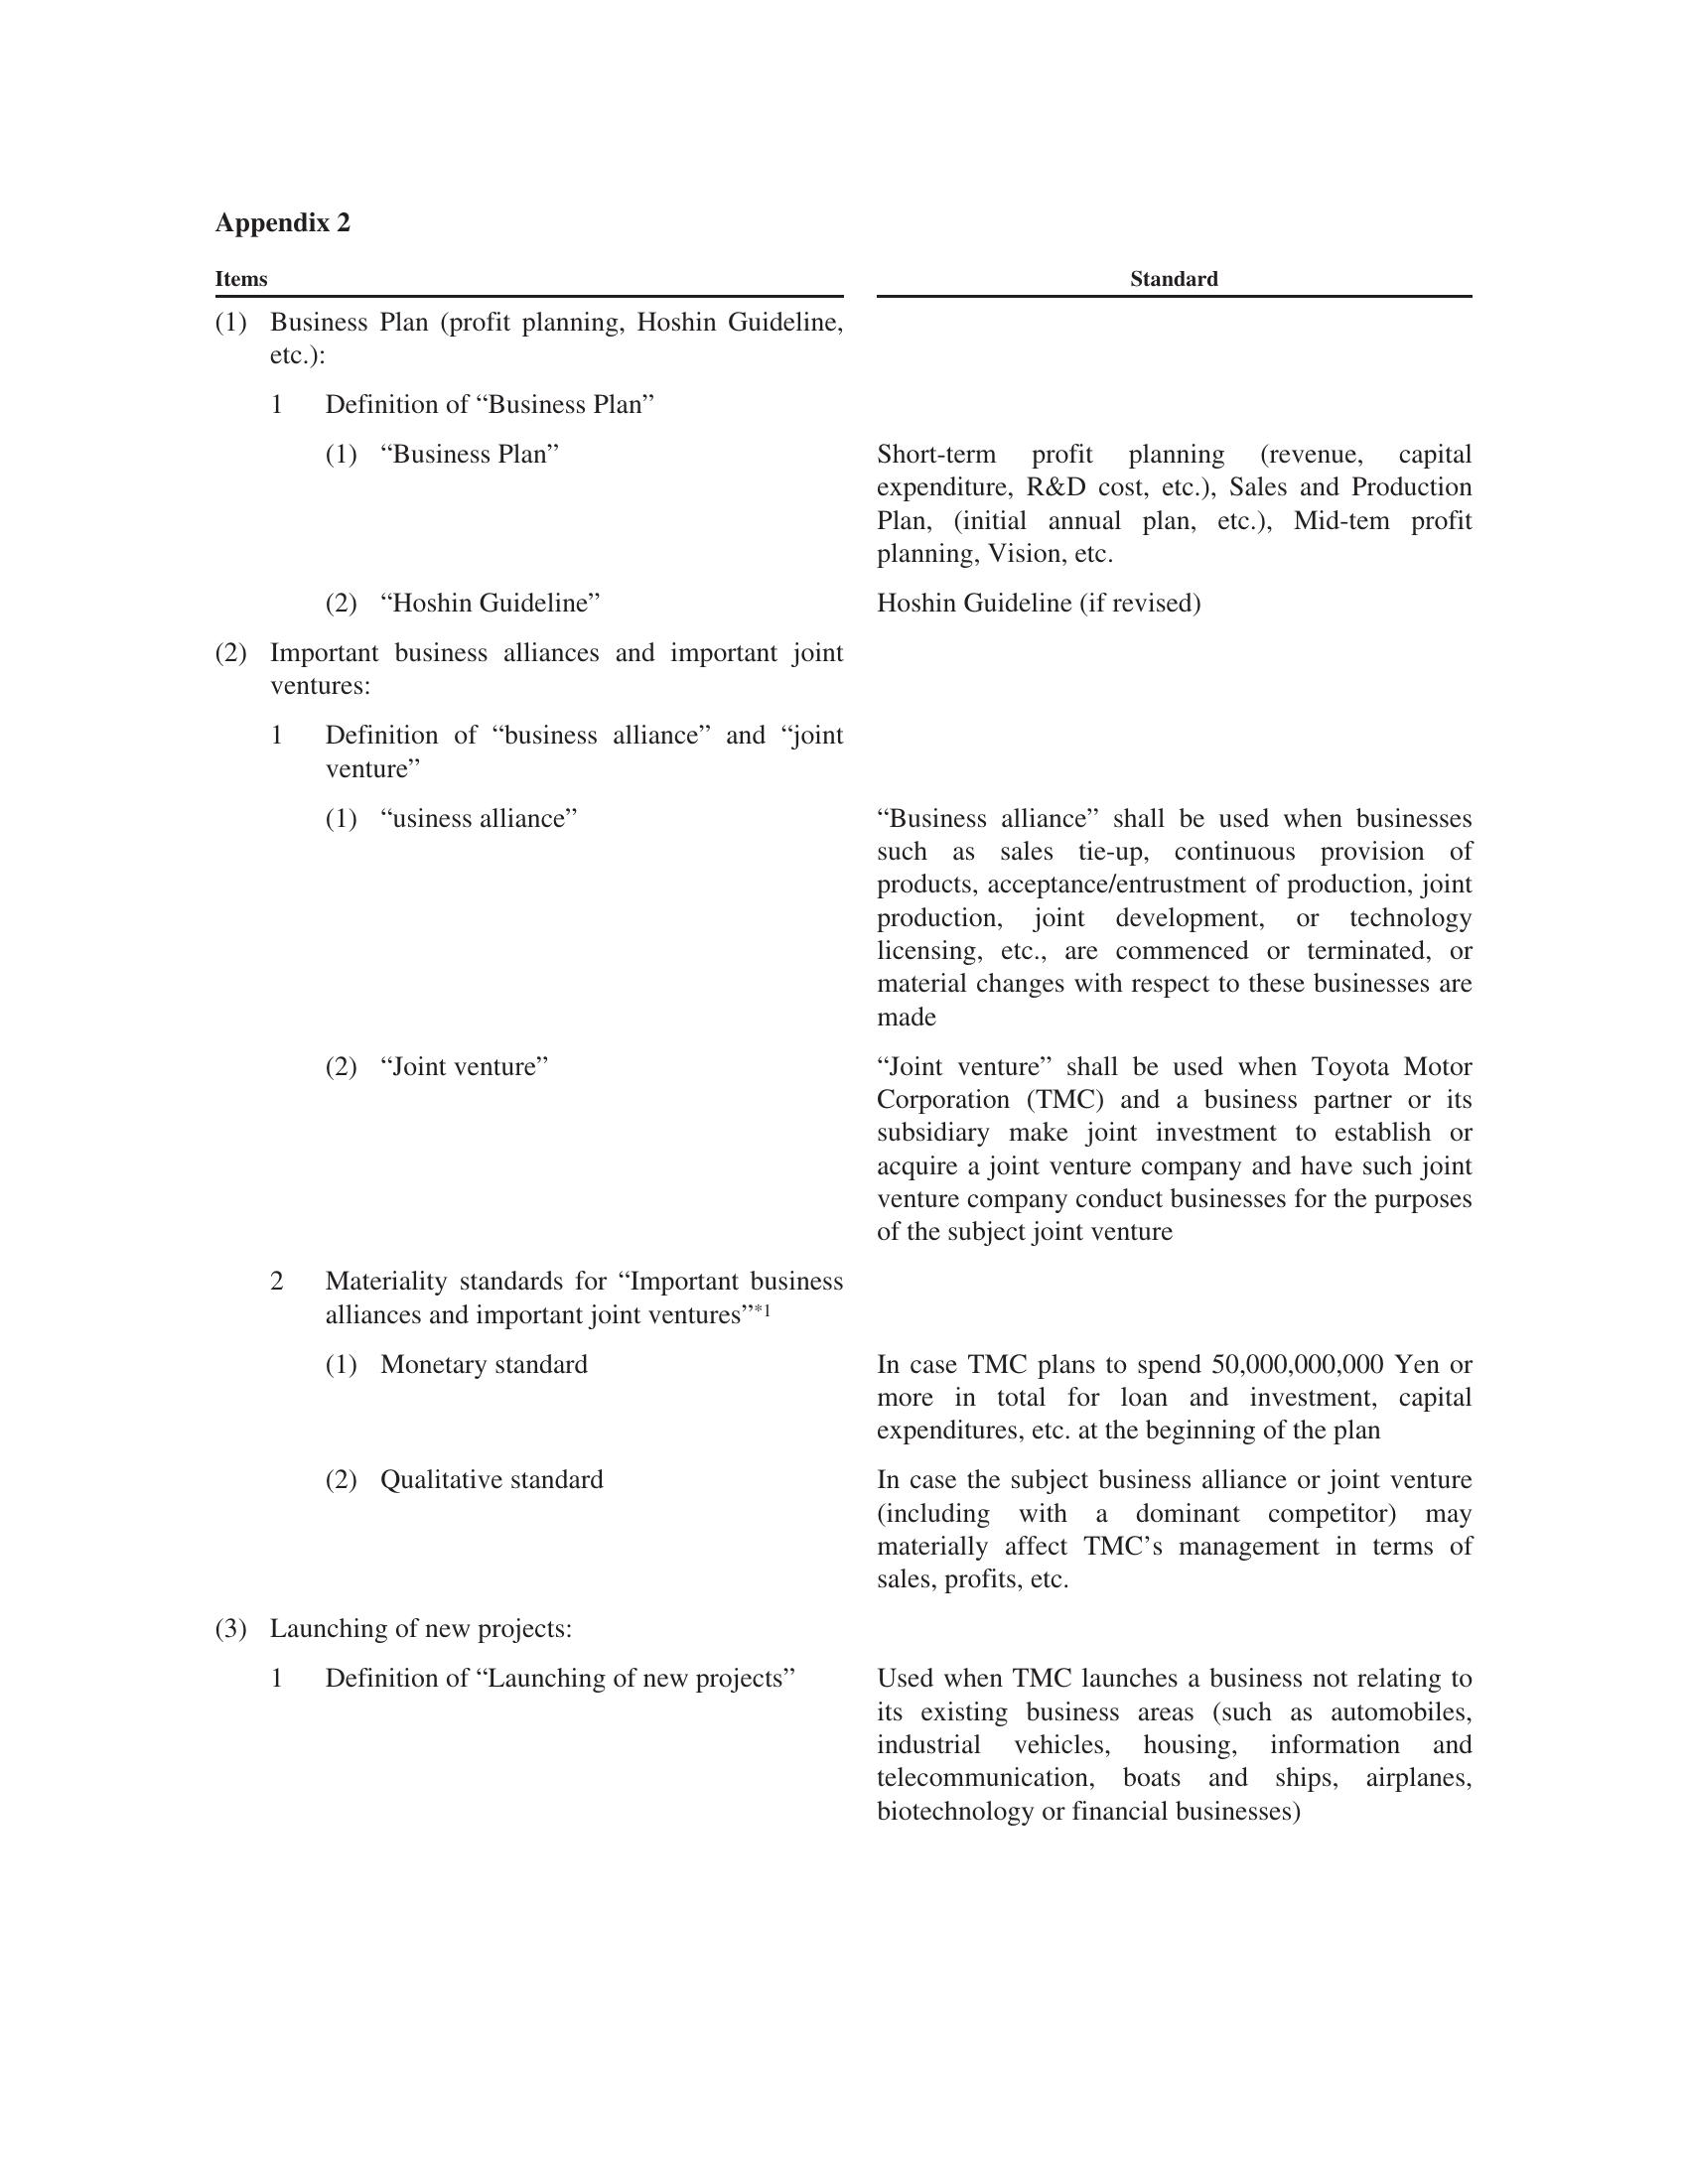 Appendix 2
Items Standard
(1) Business Plan (profit planning, Hoshin Guideline,
etc.):
1 Definition of “Business Plan”
(1) “Business Plan” Short-term profit planning (revenue, capital
expenditure, R&D cost, etc.), Sales and Production
Plan, (initial annual plan, etc.), Mid-tem profit
planning, Vision, etc.
(2) “Hoshin Guideline” Hoshin Guideline (if revised)
(2) Important business alliances and important joint
ventures:
1 Definition of “business alliance” and “joint
venture”
(1) “usiness alliance” “Business alliance” shall be used when businesses
such as sales tie-up, continuous provision of
products, acceptance/entrustment of production, joint
production, joint development, or technology
licensing, etc., are commenced or terminated, or
material changes with respect to these businesses are
made
(2) “Joint venture” “Joint venture” shall be used when Toyota Motor
Corporation (TMC) and a business partner or its
subsidiary make joint investment to establish or
acquire a joint venture company and have such joint
venture company conduct businesses for the purposes
of the subject joint venture
2 Materiality standards for “Important business
alliances and important joint ventures”*1
(1) Monetary standard In case TMC plans to spend 50,000,000,000 Yen or
more in total for loan and investment, capital
expenditures, etc. at the beginning of the plan
(2) Qualitative standard In case the subject business alliance or joint venture
(including with a dominant competitor) may
materially affect TMC’s management in terms of
sales, profits, etc.
(3) Launching of new projects:
1 Definition of “Launching of new projects” Used when TMC launches a business not relating to
its existing business areas (such as automobiles,
industrial vehicles, housing, information and
telecommunication, boats and ships, airplanes,
biotechnology or financial businesses)